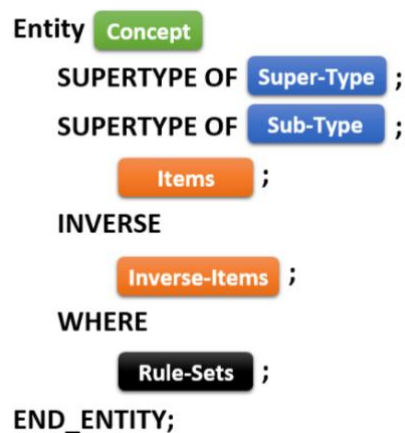 Entity Concept
SUPERTYPE OF Super-Type ;
SUPERTYPE OF Sub-Type ;
Items ;
INVERSE
Inverse-Items ;
WHERE
Rule-Sets ;
END_ENTITY;